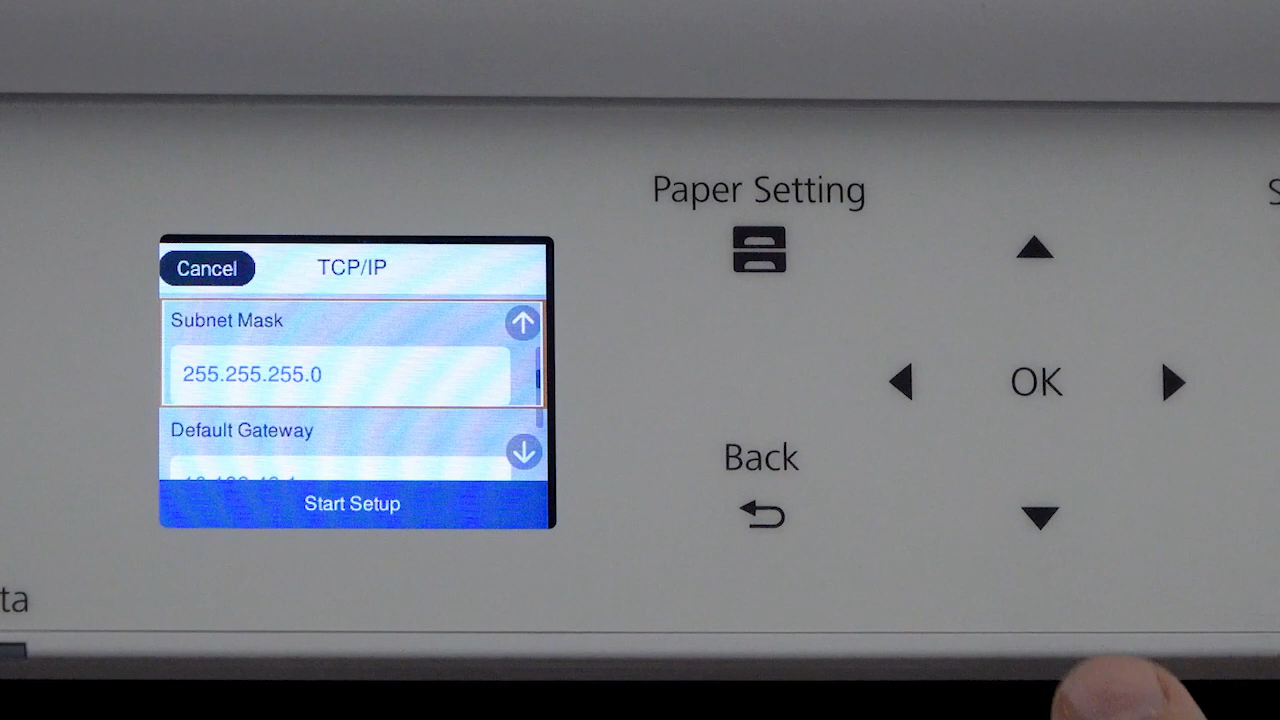 Paper Setting
Cancel
TCP/IP
Subnet Mask
255.255.255.0
OK
Default Gateway
Back
Start Setup
ta